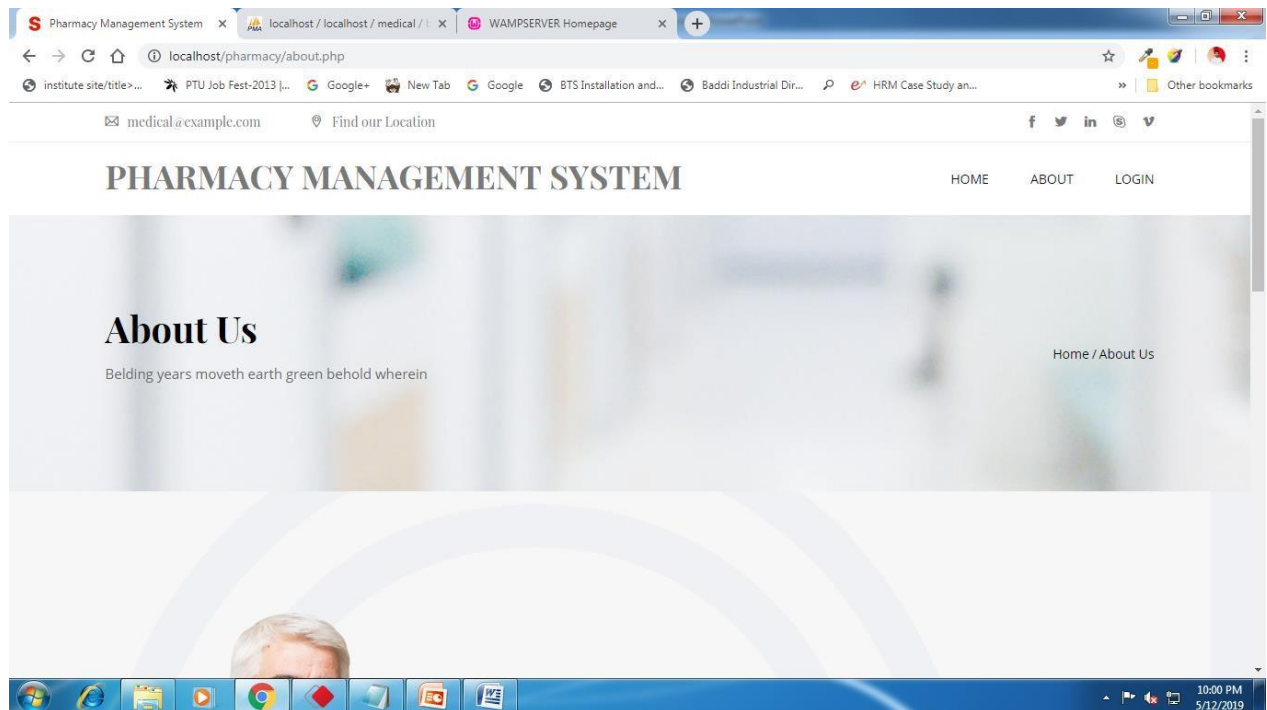 Pharmacy Management System
localhost / localhost / medical /
WAMPSERVER Homepage
localhost/pharmacy/about.php
institute site/title>...
PTU Job Fest-2013 |...
Google+
New Tab
Google
BTS Installation and...
Baddi Industrial Dir...
HRM Case Study an...
»
Other bookmarks
medical@example.com
Find our Location
PHARMACY MANAGEMENT SYSTEM
HOME
ABOUT
LOGIN
About Us
Belding years moveth earth green behold wherein
Home / About Us
10:00 PM
5/12/2019